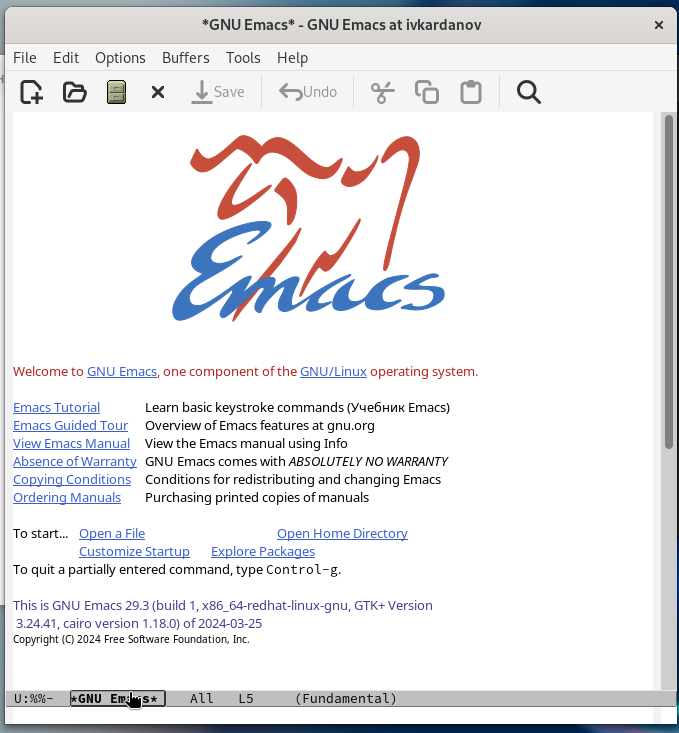 *GNU Emacs* - GNU Emacs at ivkardanov
File Edit Options Buffers Tools Help
Save Undo
Emacs
Welcome to GNU Emacs, one component of the GNU/Linux operating system.
Emacs Tutorial Learn basic keystroke commands (Учебник Emacs)
Emacs Guided Tour Overview of Emacs features at gnu.org
View Emacs Manual View the Emacs manual using Info
Absence of Warranty GNU Emacs comes with ABSOLUTELY NO WARRANTY
Copying Conditions Conditions for redistributing and changing Emacs
Ordering Manuals Purchasing printed copies of manuals
To start... Open a File Open Home Directory
Customize Startup Explore Packages
To quit a partially entered command, type Control-g.
This is GNU Emacs 29.3 (build 1, x86_64-redhat-linux-gnu, GTK+ Version
3.24.41, cairo version 1.18.0) of 2024-03-25
Copyright (C) 2024 Free Software Foundation, Inc.
U:%%- *GNU Emacs* All L5 (Fundamental)